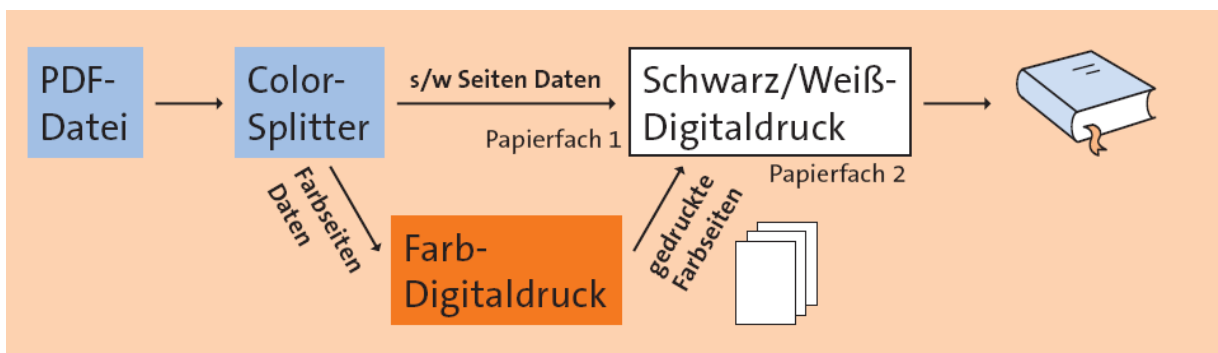 PDF-
Datei
Color-
Splitter
s/w Seiten Daten
Papierfach 1
Schwarz/Weiß-
Digitaldruck
Papierfach 2
Farbseiten
Daten
Farb-
Digitaldruck
gedruckte
Farbseiten